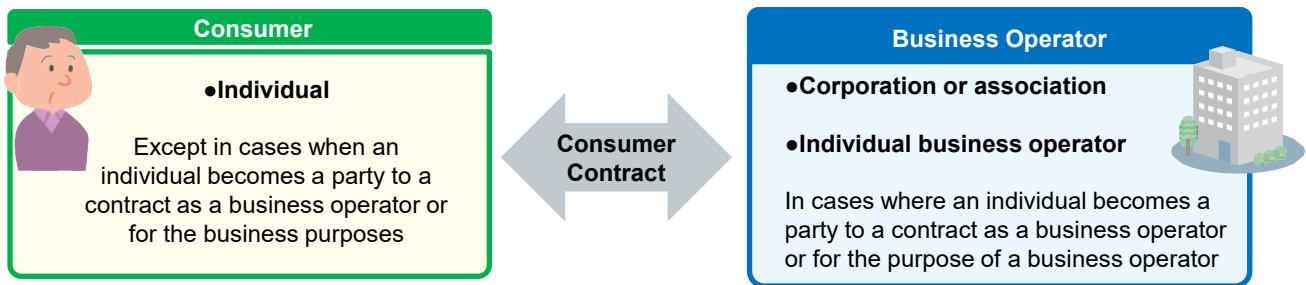 Consumer
●Individual
Except in cases when an
individual becomes a party to a
contract as a business operator or
for the business purposes
Consumer
Contract
Business Operator
●Corporation or association
●Individual business operator
In cases where an individual becomes a
party to a contract as a business operator
or for the purpose of a business operator